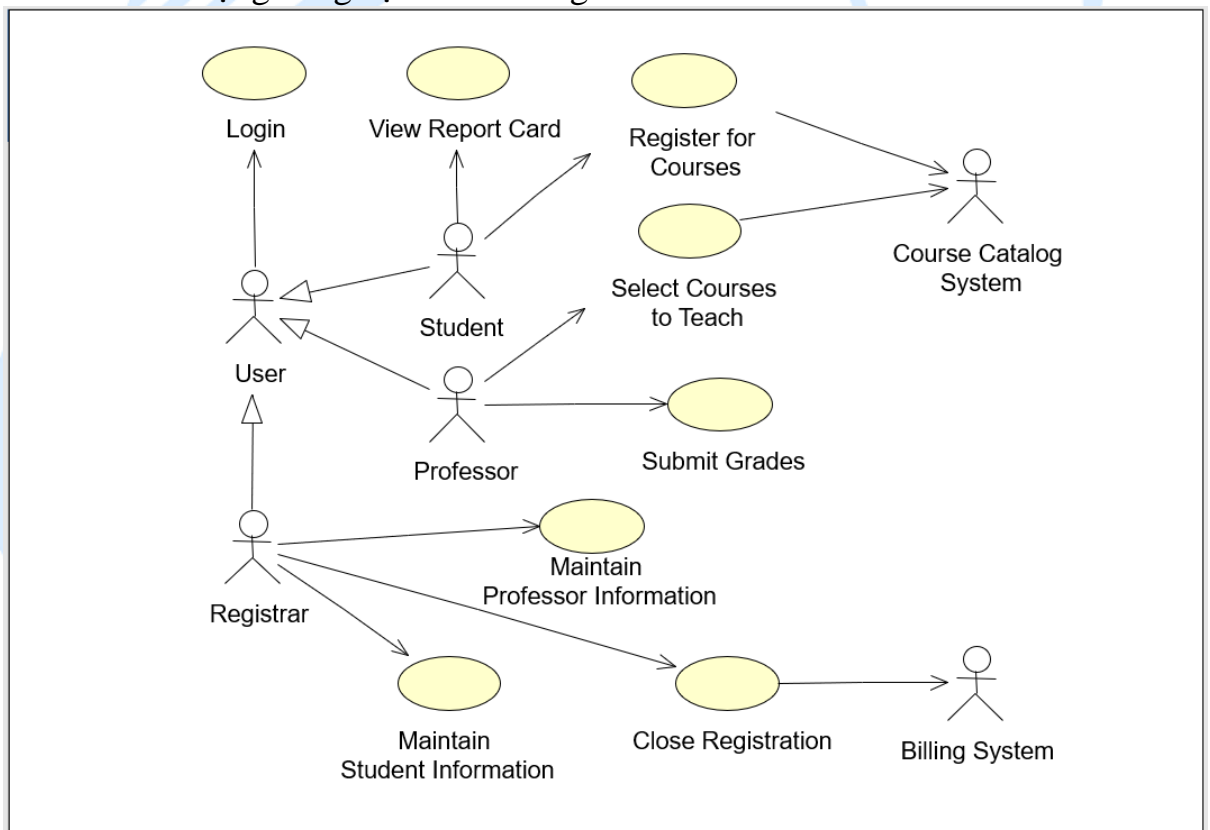 Login
View Report Card
Register for
Courses
Course Catalog
System
Select Courses
to Teach
Student
User
Professor
Submit Grades
Maintain
Professor Information
Registrar
Maintain
Student Information
Close Registration
Billing System